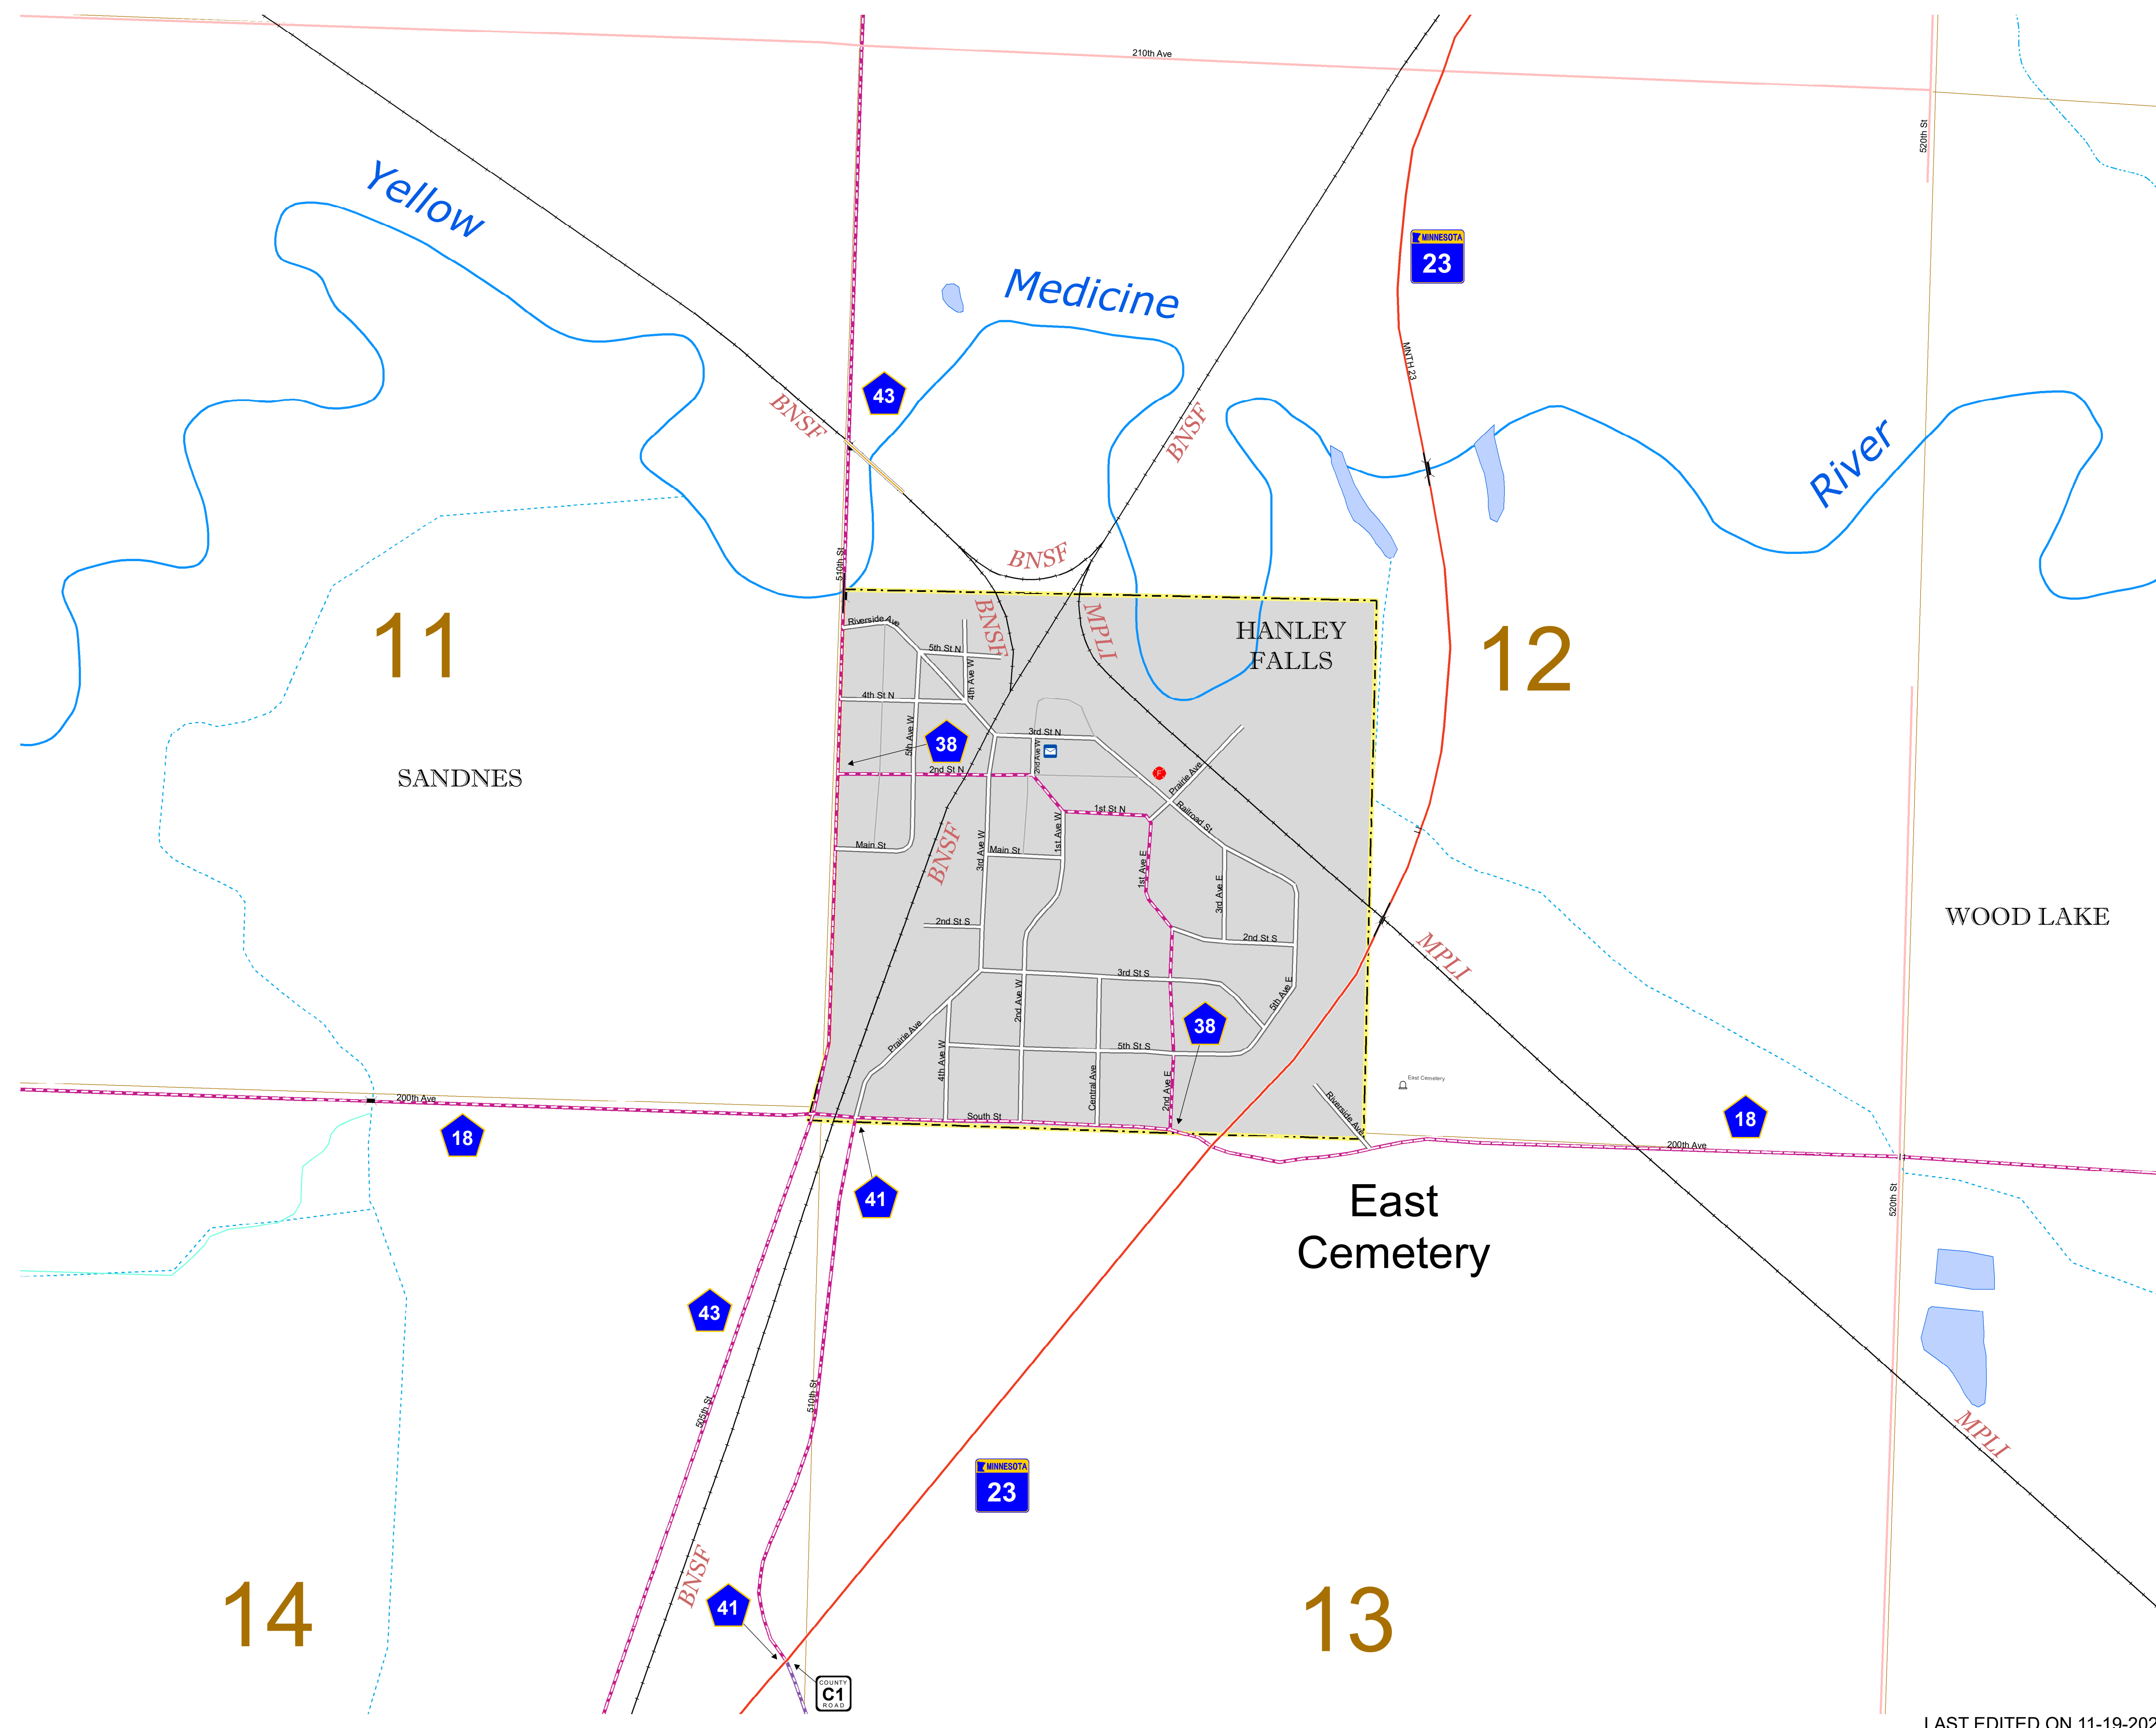 210th Ave
520th St
Yellow
MINNESOTA
23
Medicine
MNTH 23
43
BNSF
BNSF
River
510th St
BNSF
BNSF
MPLI
HANLEY
FALLS
11
12
Riverside Ave
5th St N
4th Ave W
4th St N
5th Ave W
38
3rd St N
2nd Ave W
2nd St N
F
Prairie Ave
SANDNES
1st St N
Railroad St
BNSF
3rd Ave W
1st Ave W
Main St
Main St
1st Ave E
3rd Ave E
WOOD LAKE
2nd St S
2nd St S
MPLI
3rd St S
2nd Ave W
5th Ave E
38
Prairie Ave
4th Ave W
5th St S
Central Ave
2nd Ave E
East Cemetery
200th Ave
South St
Riverside Ave
18
18
200th Ave
41
East
Cemetery
520th St
43
505th St
510th St
MPLI
MINNESOTA
23
BNSF
41
14
13
COUNTY
C1
ROAD
LAST EDITED ON 11-19-202